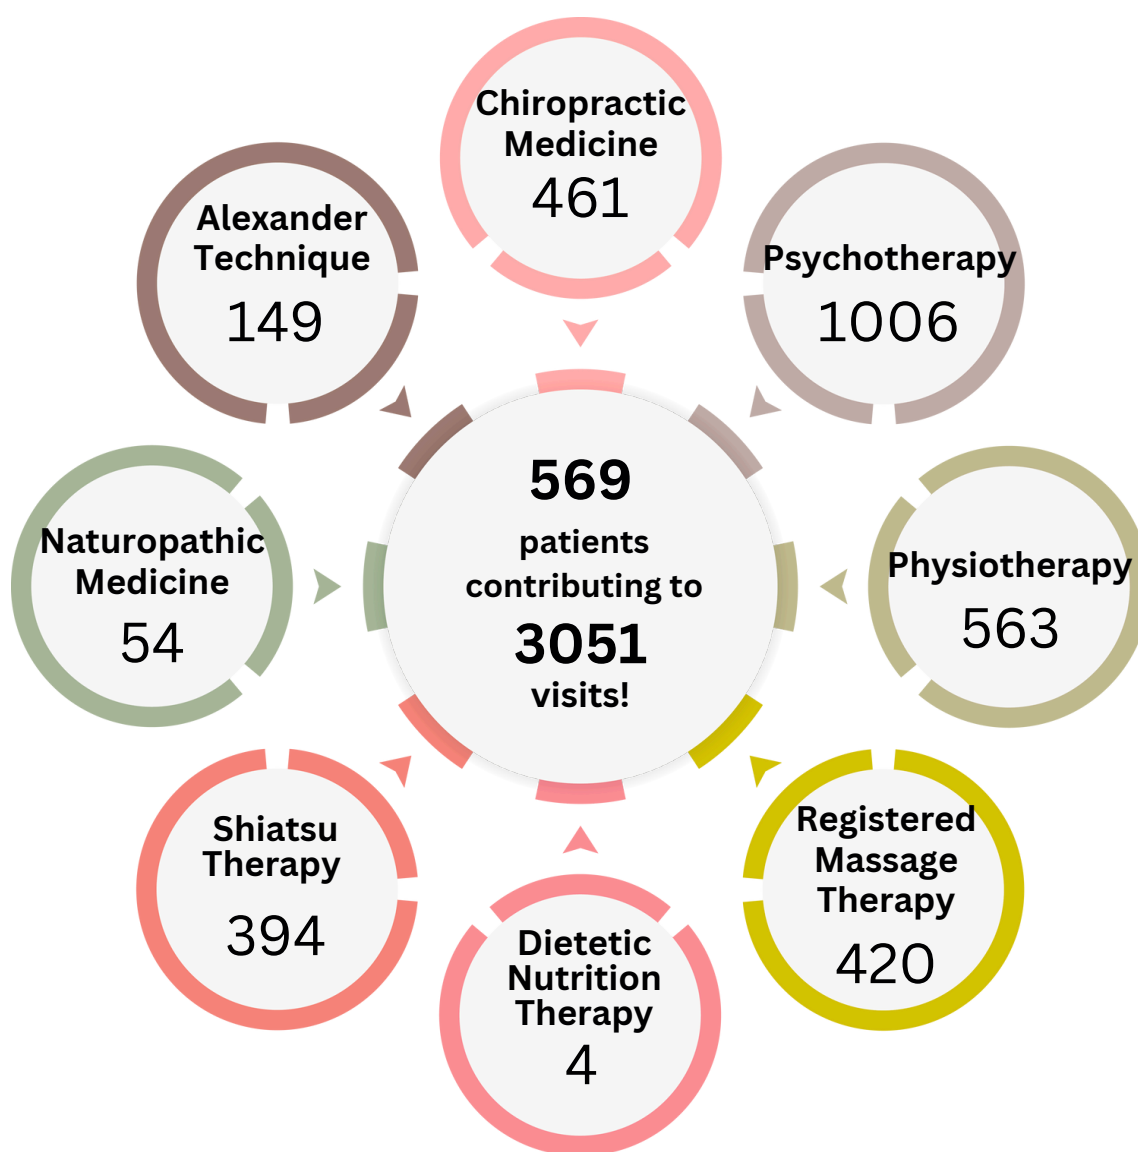 Chiropractic
Medicine
461
Alexander
Technique
149
Psychotherapy
1006
569
patients
contributing to
3051
visits!
Naturopathic
Medicine
54
Physiotherapy
563
Shiatsu
Therapy
394
Registered
Massage
Therapy
420
Dietetic
Nutrition
Therapy
4